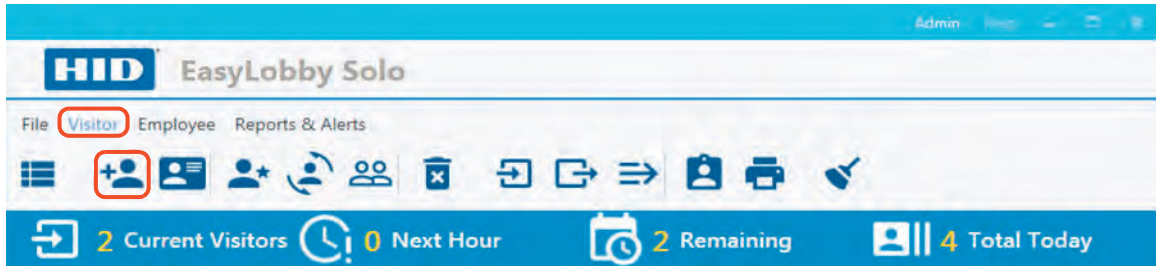 Admin Help
HID EasyLobby Solo
File Visitor Employee Reports & Alerts
2 Current Visitors 0 Next Hour 2 Remaining 4 Total Today